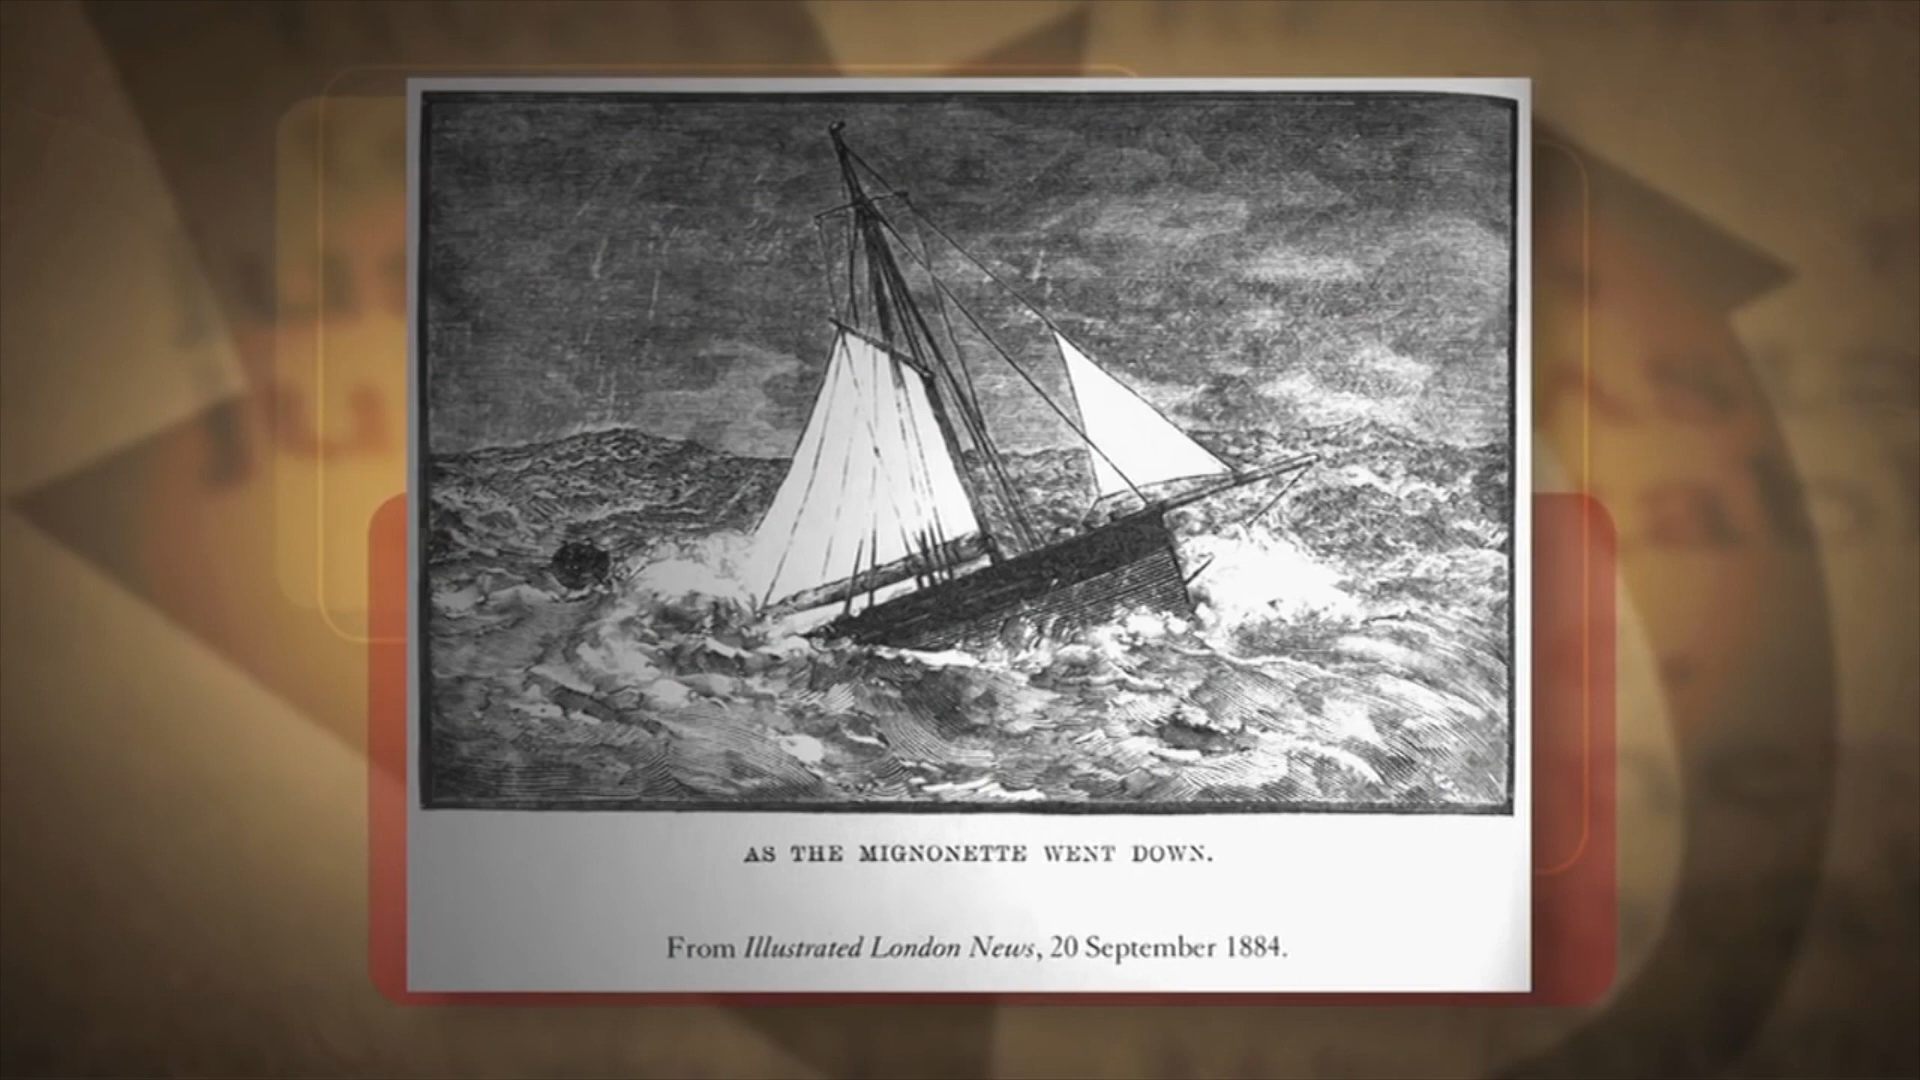 AS THE MIGNONETTE WENT DOWN.
From Illustrated London News, 20 September 1884.